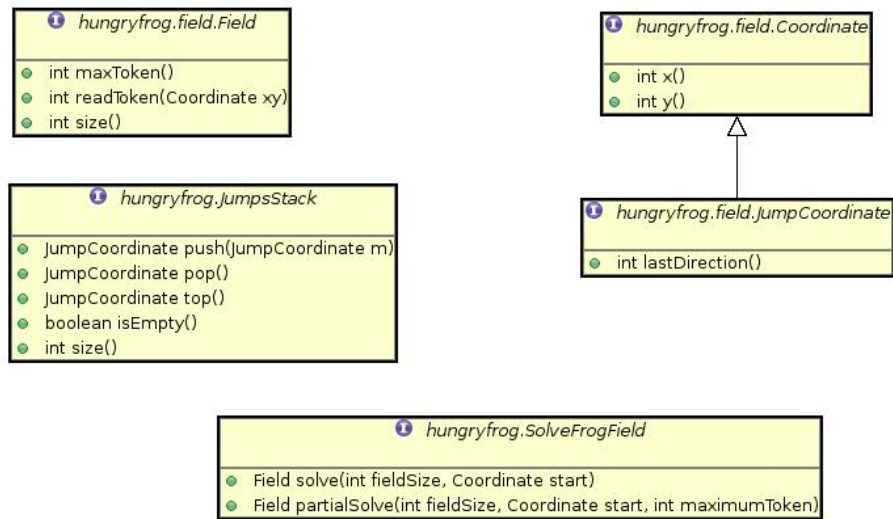 hungryfrog.field.Field
int maxToken()
int readToken(Coordinate xy)
int size()
hungryfrog.field.Coordinate
int x()
int y()
hungryfrog.JumpsStack
JumpCoordinate push(JumpCoordinate m)
JumpCoordinate pop()
JumpCoordinate top()
boolean isEmpty()
int size()
hungryfrog.field.JumpCoordinate
int lastDirection()
hungryfrog.SolveFrogField
Field solve(int fieldSize, Coordinate start)
Field partialSolve(int fieldSize, Coordinate start, int maximumToken)